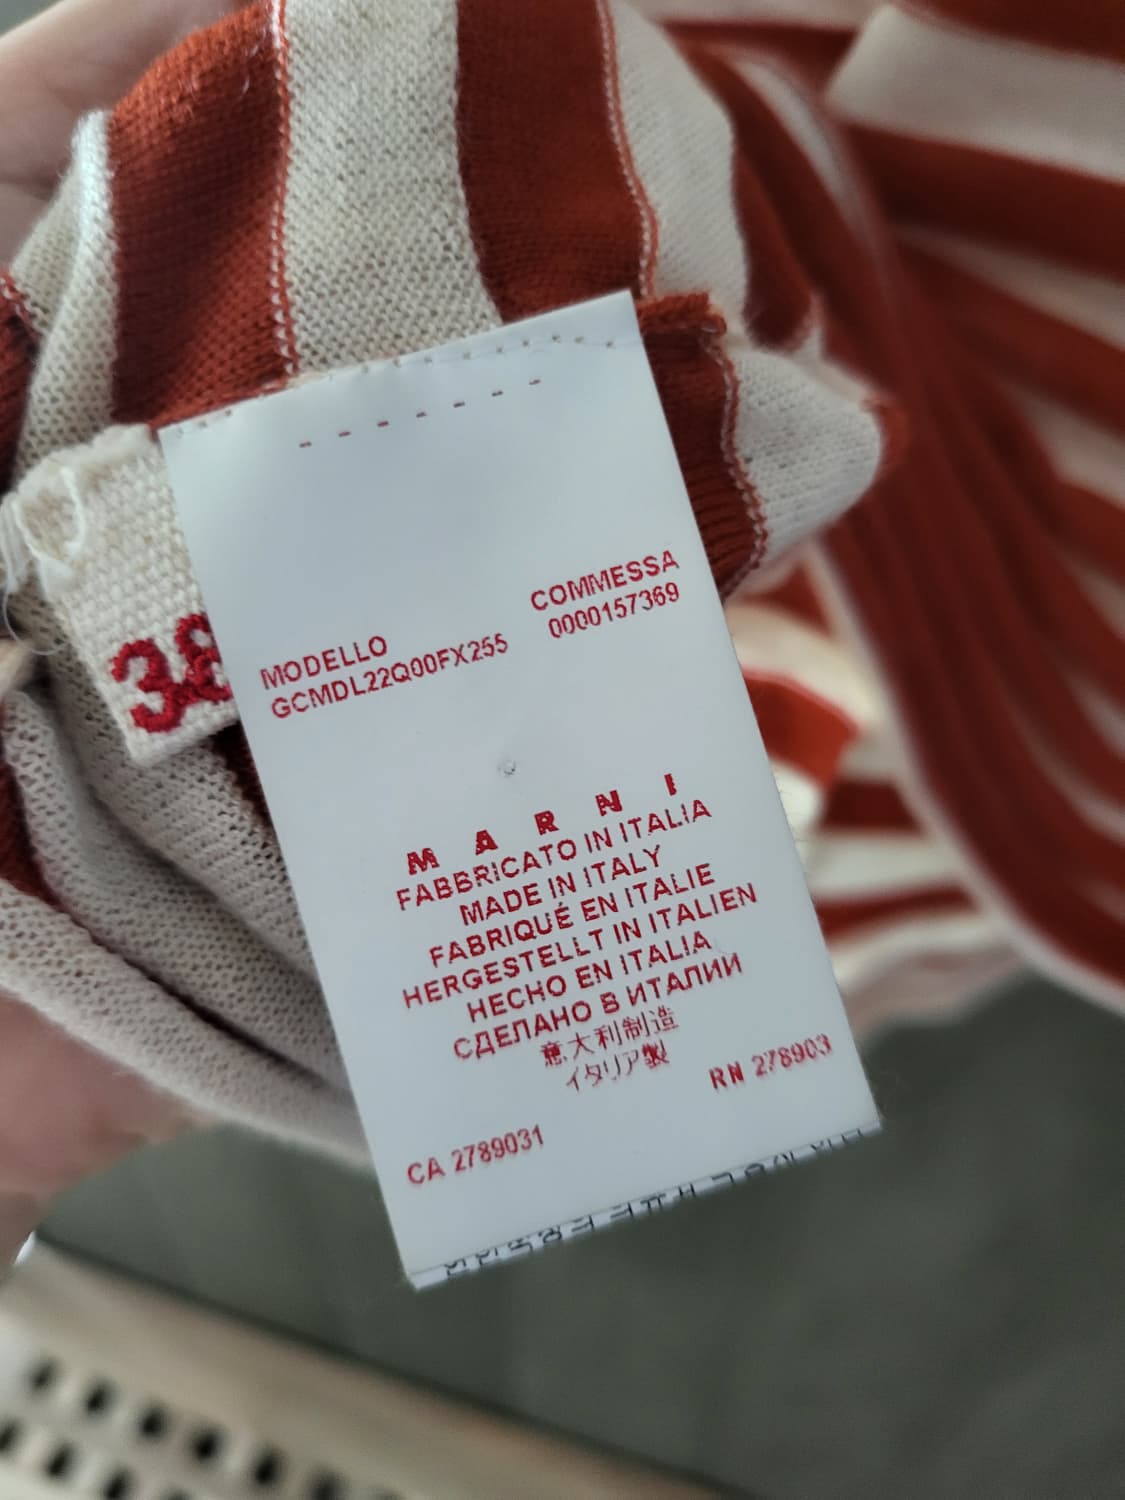 38
COMMESSA
0000157369
MODELLO
GCMDL22Q00FX255
MARNI
FABBRICATO IN ITALIA
MADE IN ITALY
FABRIQUÉ EN ITALIE
HERGESTELLT IN ITALIEN
HECHO EN ITALIA
СДЕЛАНО В ИТАЛИИ
意大利制造
イタリア製
RN 278903
CA 2789031